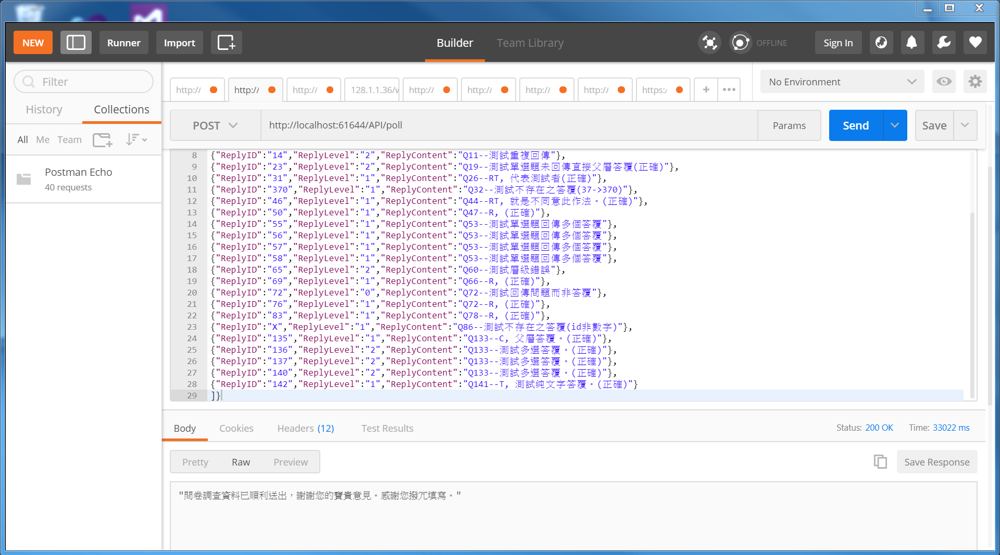 NEW
Runner
Import
Builder
Team Library
OFFLINE
Sign In
Filter
History
Collections
All Me Team
Postman Echo
40 requests
http:/
http:/
http:/
128.1.1.36/
http:/
http:/
http:/
http:/
https:
No Environment
POST
http://localhost:61644/API/poll
Params
Send
Save
8 {"ReplyID":"14","ReplyLevel":"2","ReplyContent":"Q11--測試重複回傳"},
9 {"ReplyID":"23","ReplyLevel":"2","ReplyContent":"Q19--測試單選題未回傳直接父層答覆(正確)"},
10 {"ReplyID":"31","ReplyLevel":"1","ReplyContent":"Q26--RT, 代表測試者(正確)"},
11 {"ReplyID":"370","ReplyLevel":"1","ReplyContent":"Q32--測試不存在之答覆(37->370)"},
12 {"ReplyID":"46","ReplyLevel":"1","ReplyContent":"Q44--RT, 就是不同意此作法。(正確)"},
13 {"ReplyID":"50","ReplyLevel":"1","ReplyContent":"Q47--R, (正確)"},
14 {"ReplyID":"55","ReplyLevel":"1","ReplyContent":"Q53--測試單選題回傳多個答覆"},
15 {"ReplyID":"56","ReplyLevel":"1","ReplyContent":"Q53--測試單選題回傳多個答覆"},
16 {"ReplyID":"57","ReplyLevel":"1","ReplyContent":"Q53--測試單選題回傳多個答覆"},
17 {"ReplyID":"58","ReplyLevel":"1","ReplyContent":"Q53--測試單選題回傳多個答覆"},
18 {"ReplyID":"65","ReplyLevel":"2","ReplyContent":"Q60--測試層級錯誤"},
19 {"ReplyID":"69","ReplyLevel":"1","ReplyContent":"Q66--R, (正確)"},
20 {"ReplyID":"72","ReplyLevel":"0","ReplyContent":"Q72--測試回傳問題而非答覆"},
21 {"ReplyID":"76","ReplyLevel":"1","ReplyContent":"Q72--R, (正確)"},
22 {"ReplyID":"83","ReplyLevel":"1","ReplyContent":"Q78--R, (正確)"},
23 {"ReplyID":"X","ReplyLevel":"1","ReplyContent":"Q86--測試不存在之答覆(id非數字)"},
24 {"ReplyID":"135","ReplyLevel":"1","ReplyContent":"Q133--C, 父層答覆。(正確)"},
25 {"ReplyID":"136","ReplyLevel":"2","ReplyContent":"Q133--測試多選答覆。(正確)"},
26 {"ReplyID":"137","ReplyLevel":"2","ReplyContent":"Q133--測試多選答覆。(正確)"},
27 {"ReplyID":"140","ReplyLevel":"2","ReplyContent":"Q133--測試多選答覆。(正確)"},
28 {"ReplyID":"142","ReplyLevel":"1","ReplyContent":"Q141--T, 測試純文字答覆。(正確)"}
29 ]}
Body
Cookies
Headers (12)
Test Results
Status: 200 OK
Time: 33022 ms
Pretty
Raw
Preview
Save Response
"問卷調查資料已順利送出，謝謝您的寶貴意見。感謝您撥冗填寫。"